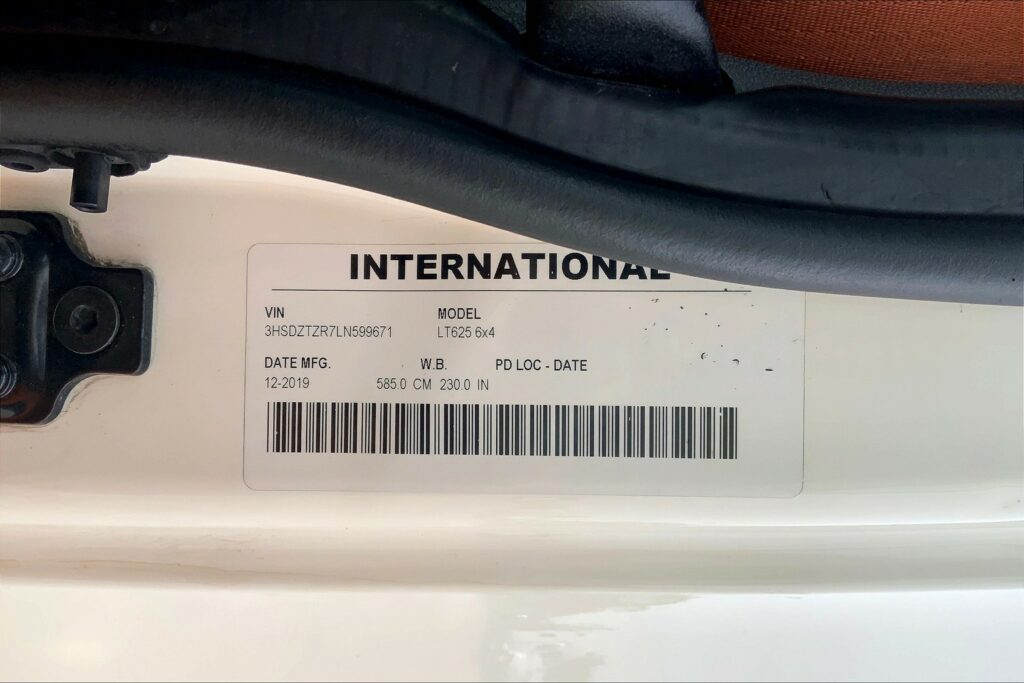 INTERNATIONAL
VIN MODEL
3HSDZTZR7LN599671 LT625 6x4
DATE MFG. W.B. PD LOC - DATE
12-2019 585.0 CM 230.0 IN